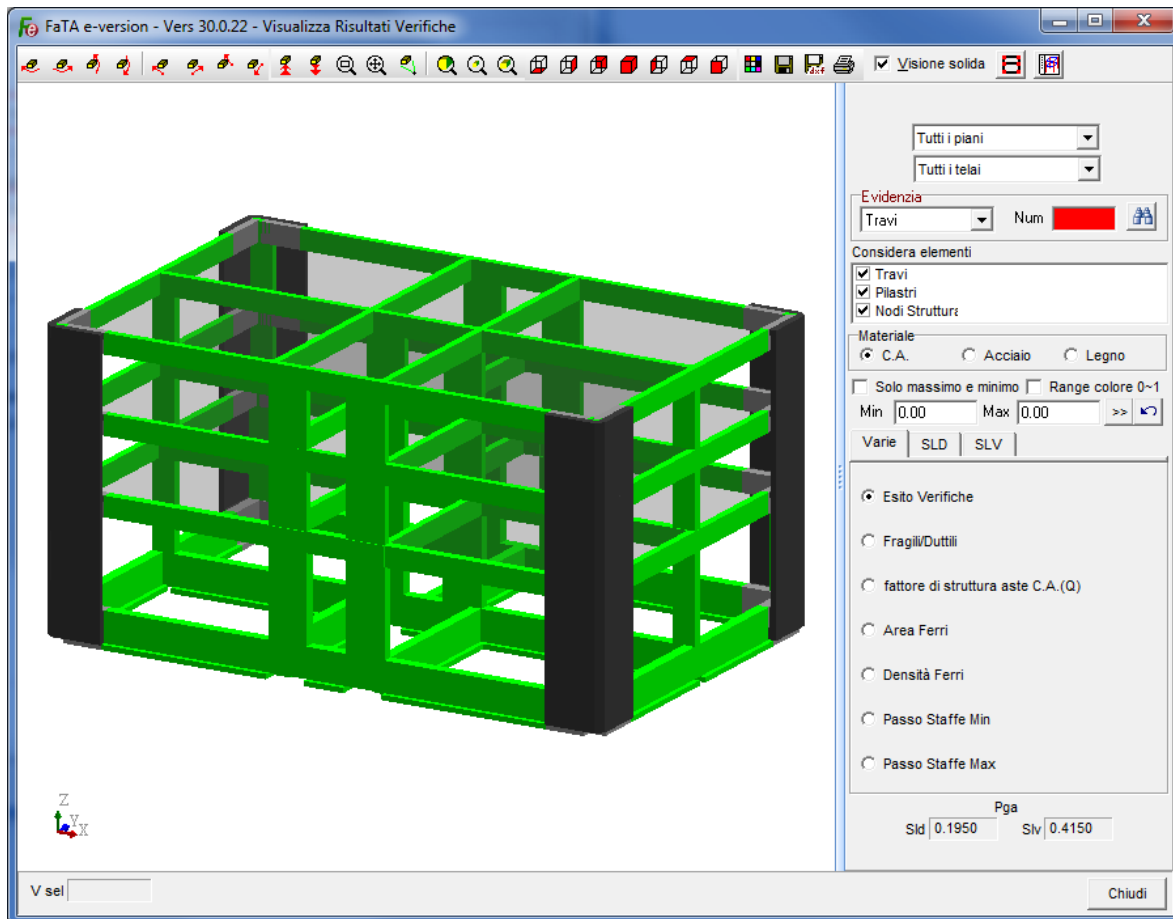 FaTA e-version - Vers 30.0.22 - Visualizza Risultati Verifiche
dxf
Visione solida
Tutti i piani
Tutti i telai
Evidenzia
Travi Num
Considera elementi
Travi
Pilastri
Nodi Struttura
Materiale
C.A. Acciaio Legno
Solo massimo e minimo Range colore 0~1
Min 0.00 Max 0.00 >>
Varie SLD SLV
Esito Verifiche
Fragili/Duttili
fattore di struttura aste C.A.(Q)
Area Ferri
Densità Ferri
Passo Staffe Min
Passo Staffe Max
Pga
Sld 0.1950 Slv 0.4150
Z
Y
X
V sel
Chiudi